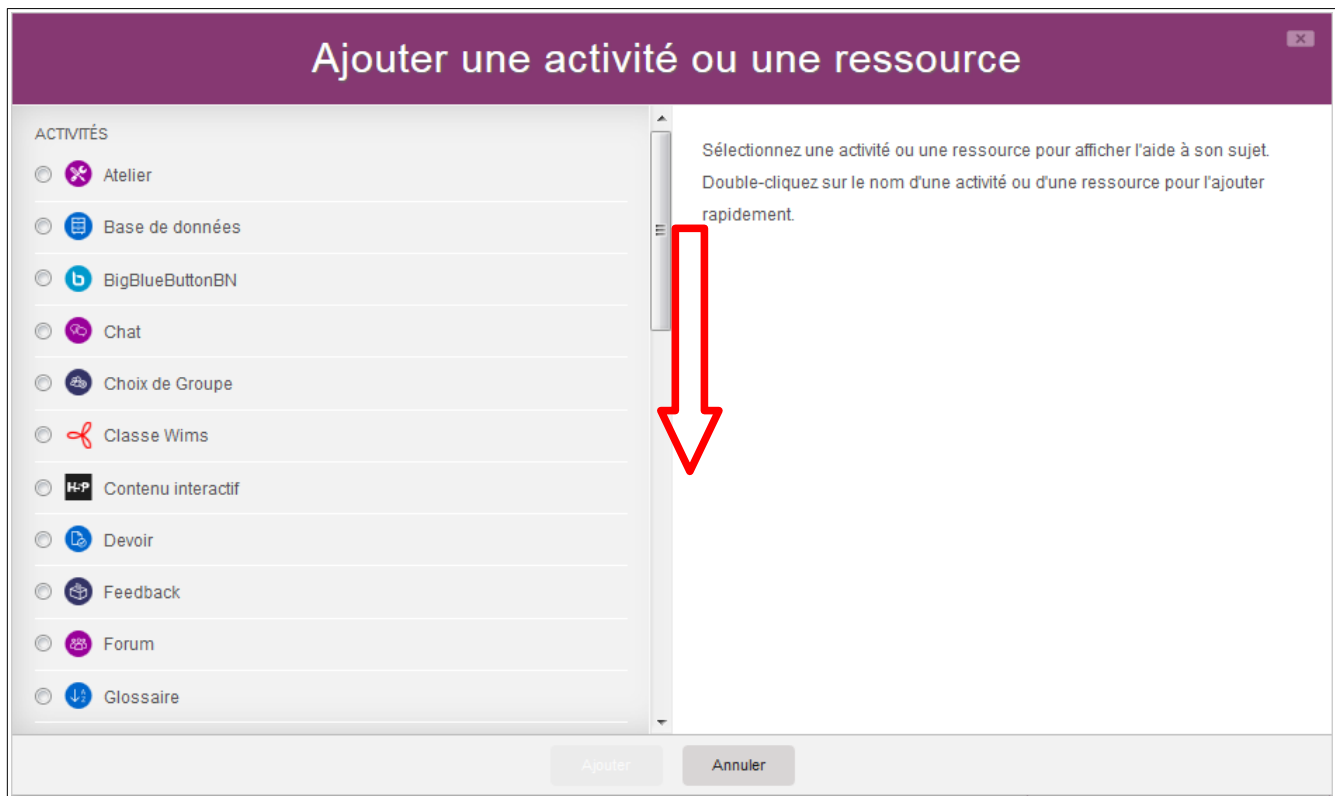 Ajouter une activité ou une ressource
ACTIVITÉS
Atelier
Base de données
BigBlueButtonBN
Chat
Choix de Groupe
Classe Wims
H-P Contenu interactif
Devoir
Feedback
Forum
Glossaire
Sélectionnez une activité ou une ressource pour afficher l'aide à son sujet.
Double-cliquez sur le nom d'une activité ou d'une ressource pour l'ajouter
rapidement.
Ajouter
Annuler